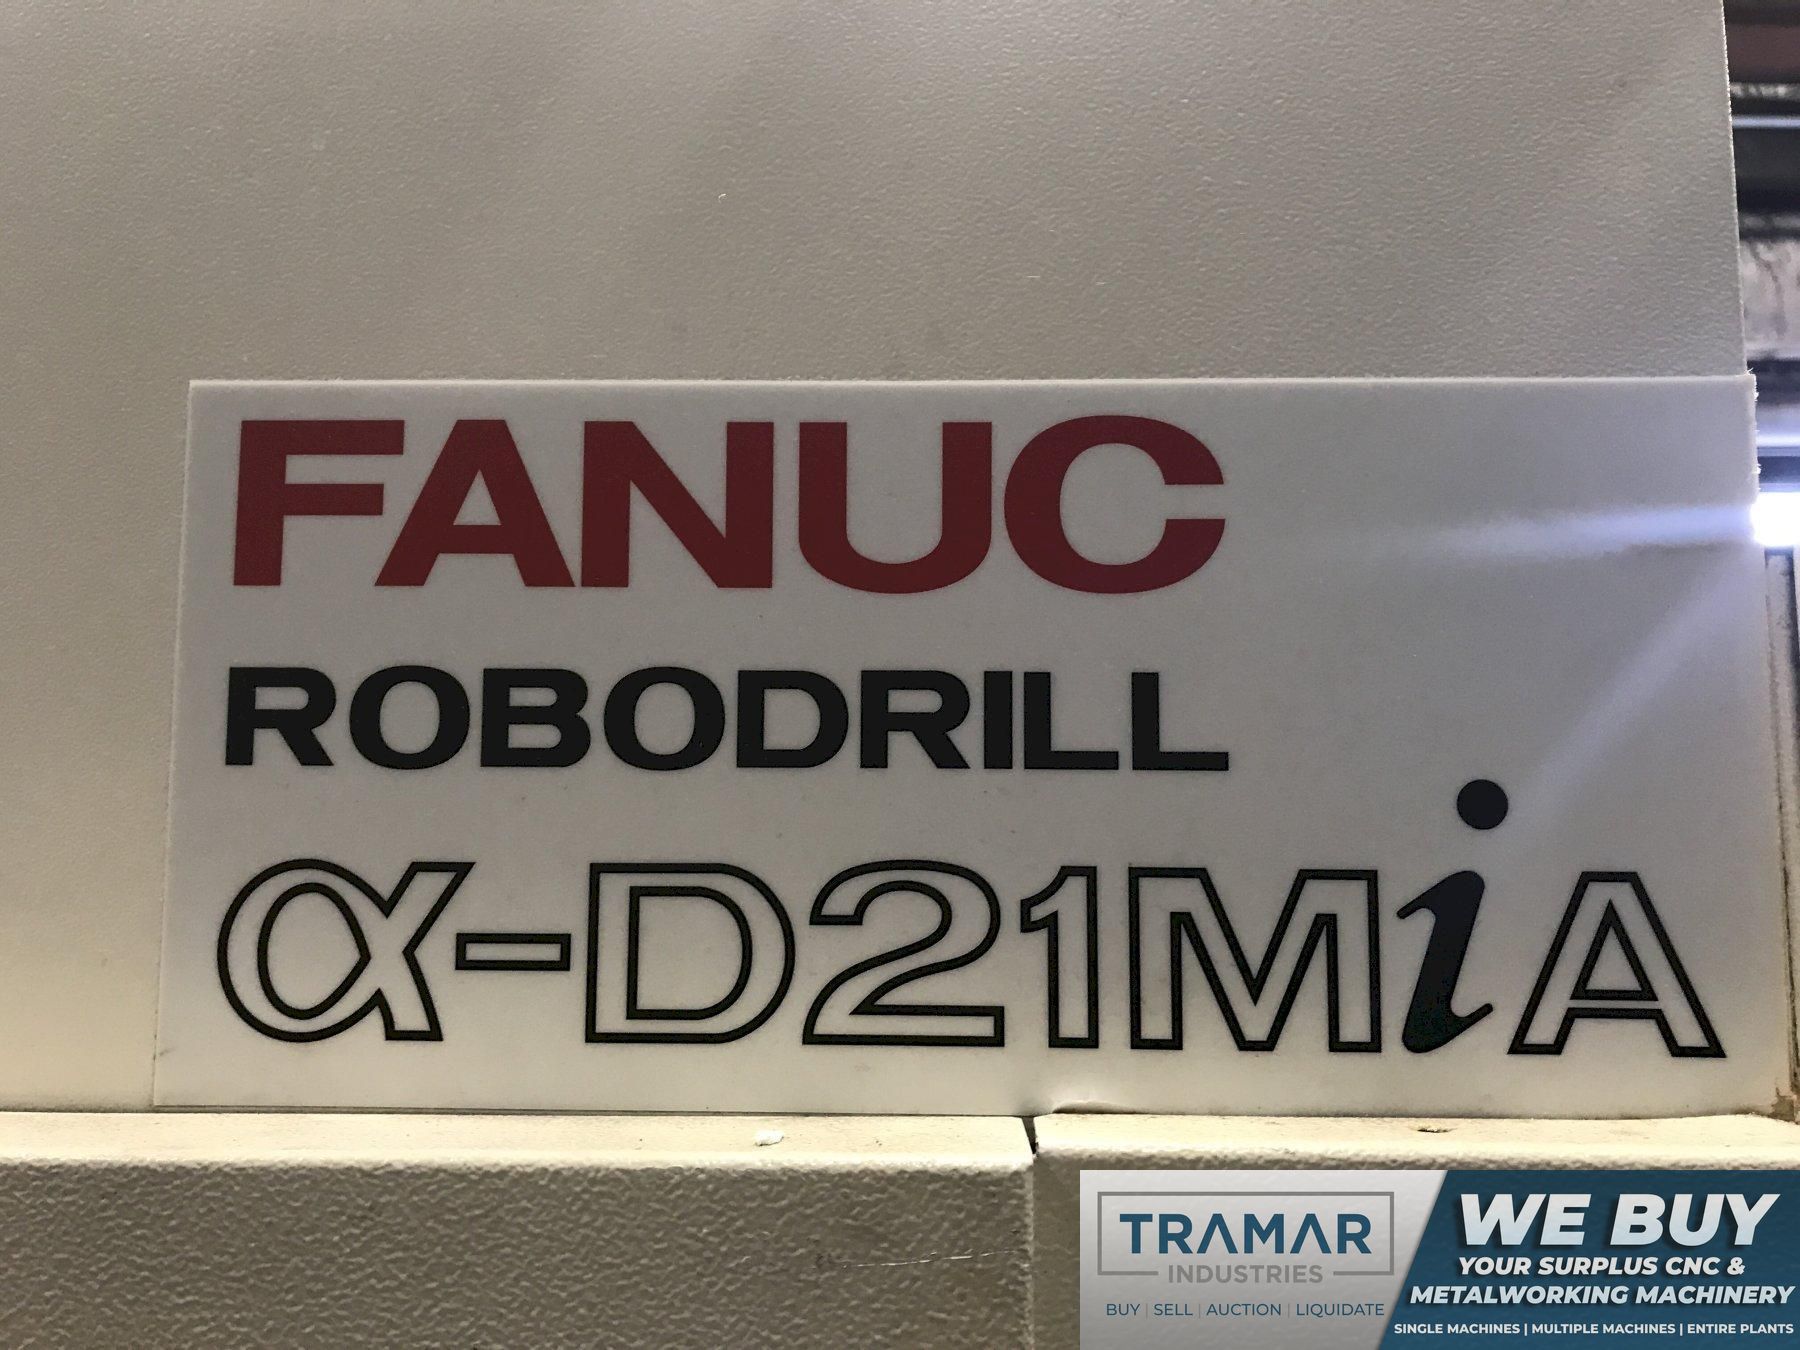 FANUC
ROBODRILL
α-D21MiA
TRAMAR
INDUSTRIES
BUY | SELL | AUCTION | LIQUIDATE
WE BUY
YOUR SURPLUS CNC &
METALWORKING MACHINERY
SINGLE MACHINES | MULTIPLE MACHINES | ENTIRE PLANTS